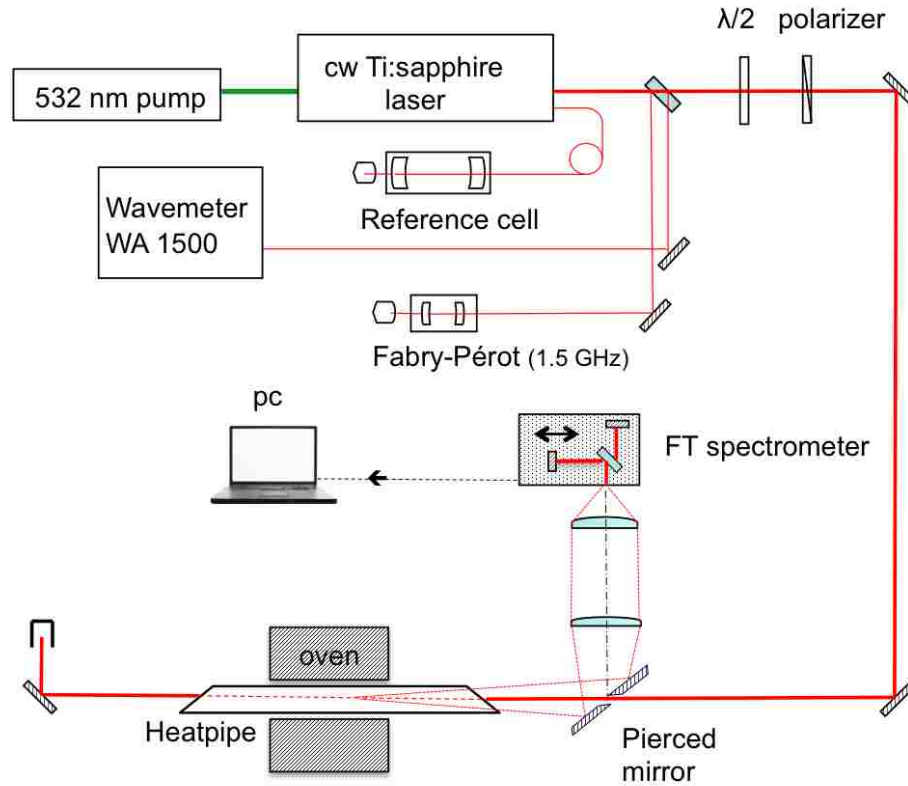 λ/2 polarizer
532 nm pump
cw Ti:sapphire
laser
Reference cell
Wavemeter
WA 1500
Fabry-Pérot (1.5 GHz)
pc
FT spectrometer
oven
Heatpipe
Pierced
mirror